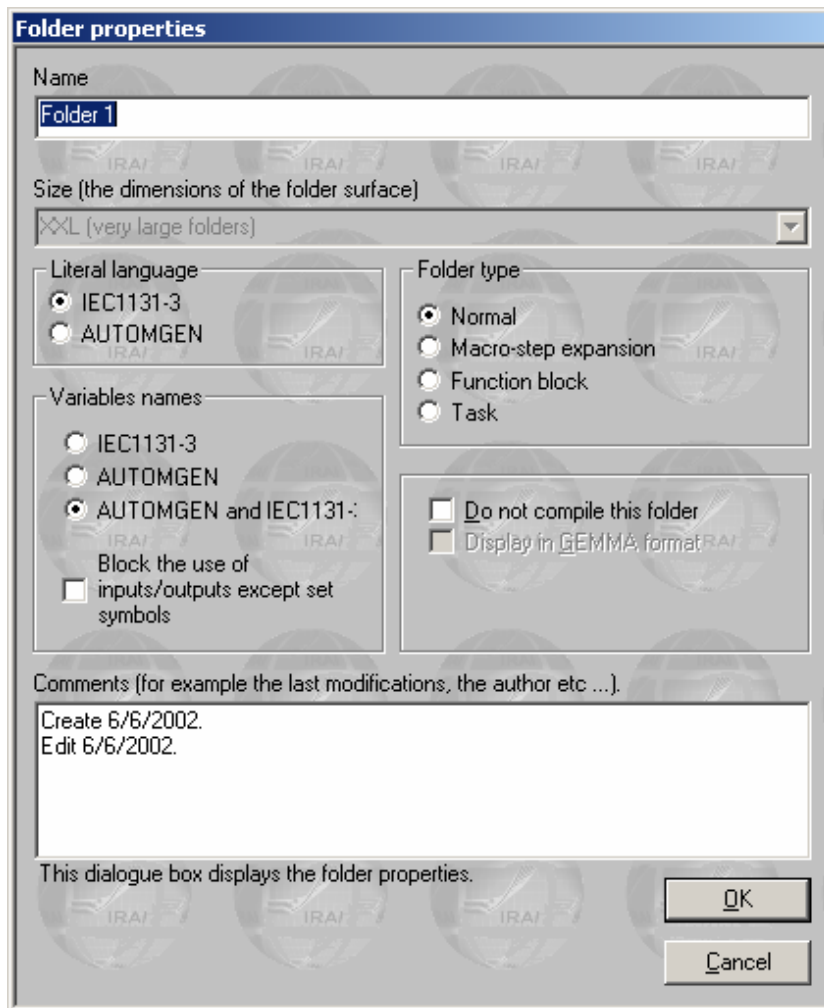 Folder properties
Name
Folder 1
Size (the dimensions of the folder surface)
XXL (very large folders)
Literal language
IEC1131-3
AUTOMGEN
Folder type
Normal
Macro-step expansion
Function block
Task
Variables names
IEC1131-3
AUTOMGEN
AUTOMGEN and IEC1131-
Block the use of
inputs/outputs except set
symbols
Do not compile this folder
Display in GEMMA format
Comments (for example the last modifications, the author etc ...).
Create 6/6/2002.
Edit 6/6/2002.
This dialogue box displays the folder properties.
OK
Cancel